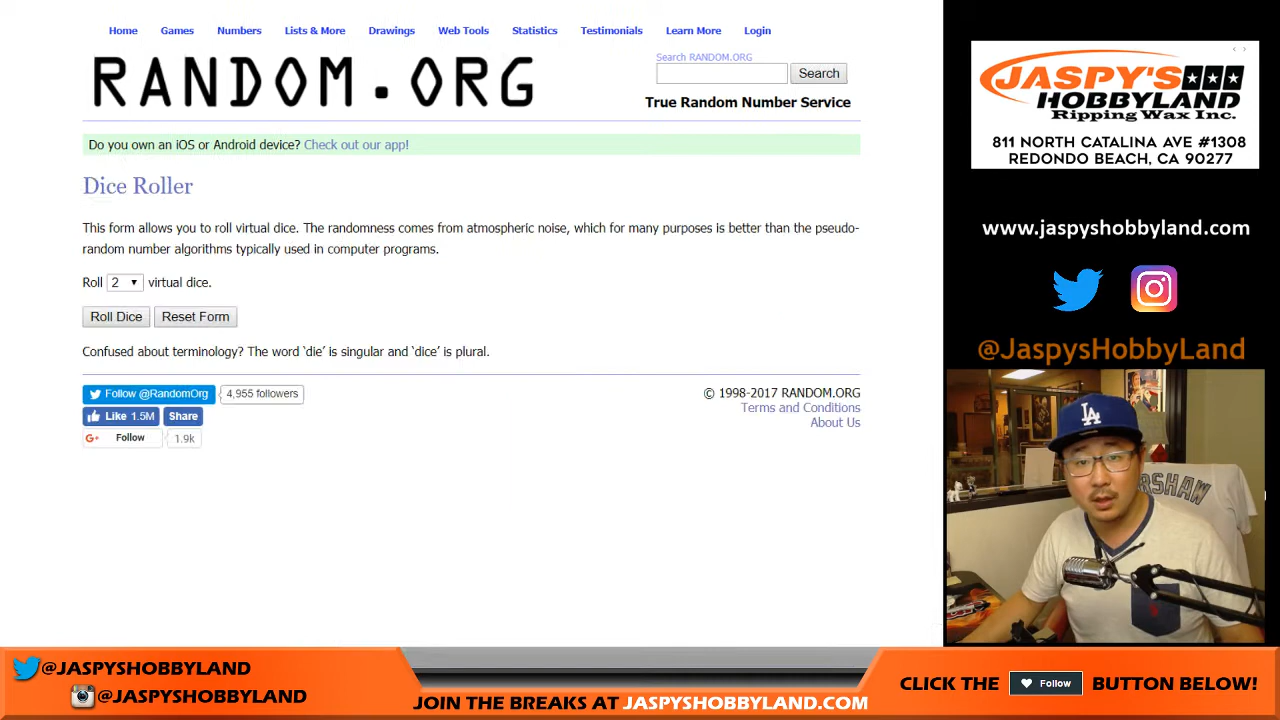 Home Games Numbers Lists & More Drawings Web Tools Statistics Testimonials Learn More Login
RANDOM.ORG
Search RANDOM.ORG
Search
True Random Number Service
Do you own an iOS or Android device? Check out our app!
Dice Roller
This form allows you to roll virtual dice. The randomness comes from atmospheric noise, which for many purposes is better than the pseudo-
random number algorithms typically used in computer programs.
Roll 2 virtual dice.
Roll Dice Reset Form
Confused about terminology? The word ‘die’ is singular and ‘dice’ is plural.
Follow @RandomOrg 4,955 followers
Like 1.5M Share
G+ Follow 1.9k
© 1998-2017 RANDOM.ORG
Terms and Conditions
About Us
JASPY'S
HOBBYLAND
Ripping Wax Inc.
811 NORTH CATALINA AVE #1308
REDONDO BEACH, CA 90277
www.jaspyshobbyland.com
@JaspysHobbyLand
LA
ERSHAW
@JASPYSHOBBYLAND
@JASPYSHOBBYLAND
JOIN THE BREAKS AT JASPYSHOBBYLAND.COM
CLICK THE Follow BUTTON BELOW!